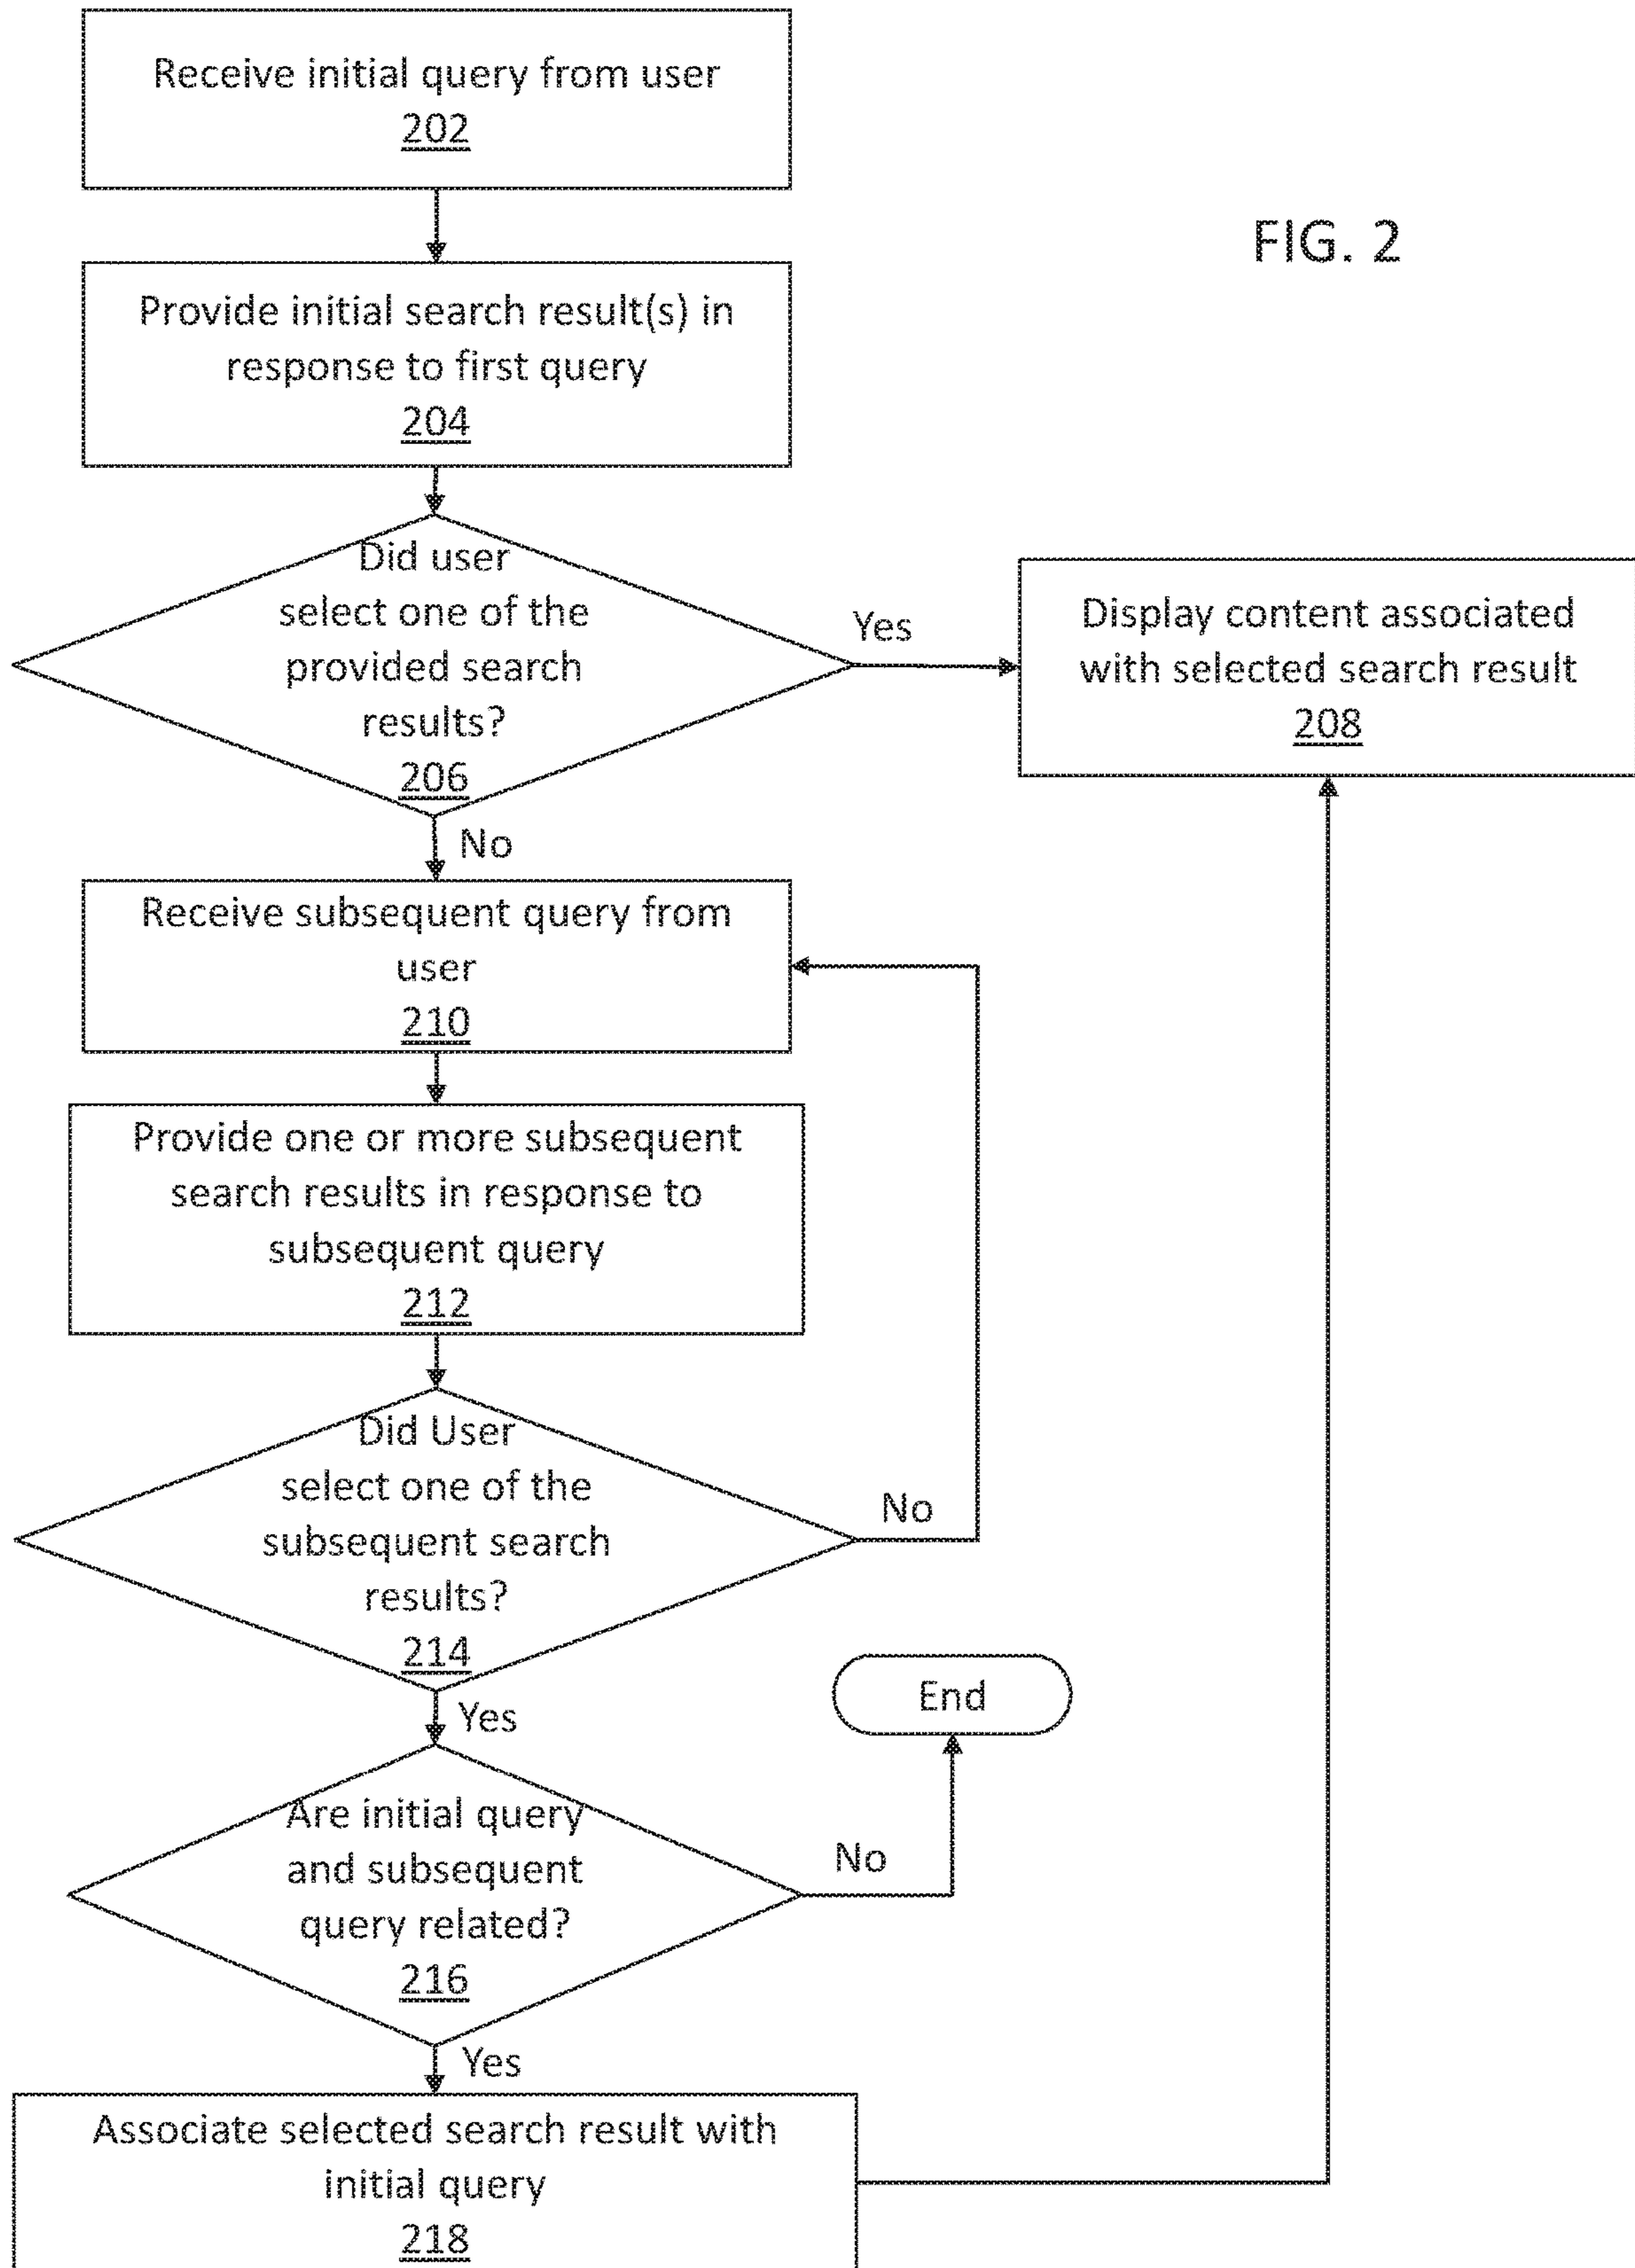 Receive initial query from user
202
FIG. 2
Provide initial search result(s) in
response to first query
204
Did user
select one of the
provided search
results?
206
Yes
Display content associated
with selected search result
208
No
Receive subsequent query from
user
210
Provide one or more subsequent
search results in response to
subsequent query
212
Did User
select one of the
subsequent search
results?
214
No
Yes
End
Are initial query
and subsequent
query related?
216
No
Yes
Associate selected search result with
initial query
218